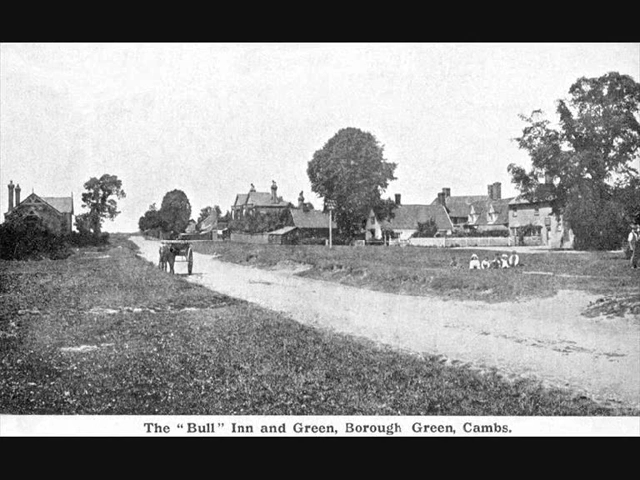 The "Bull" Inn and Green, Borough Green, Cambs.